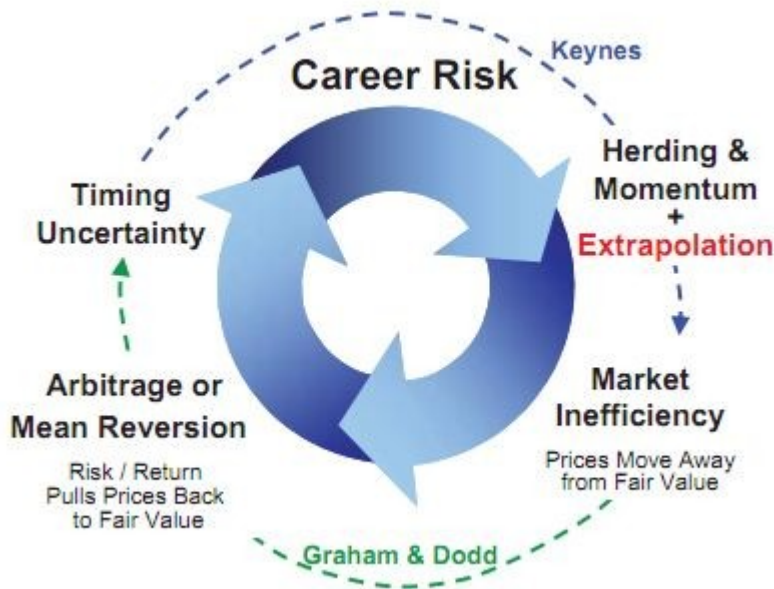 Keynes
Career Risk
Herding &
Momentum
+
Extrapolation
Timing
Uncertainty
Market
Inefficiency
Prices Move Away
from Fair Value
Arbitrage or
Mean Reversion
Risk / Return
Pulls Prices Back
to Fair Value
Graham & Dodd